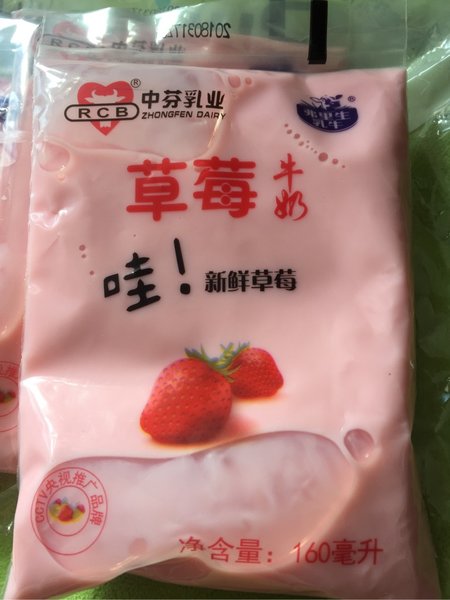 20180317
RCB
®
中芬乳业
®
ZHONGFEN DAIRY
草莓
牛奶
哇!
新鲜草莓
CCTV央视推广品牌
净含量: 160毫升